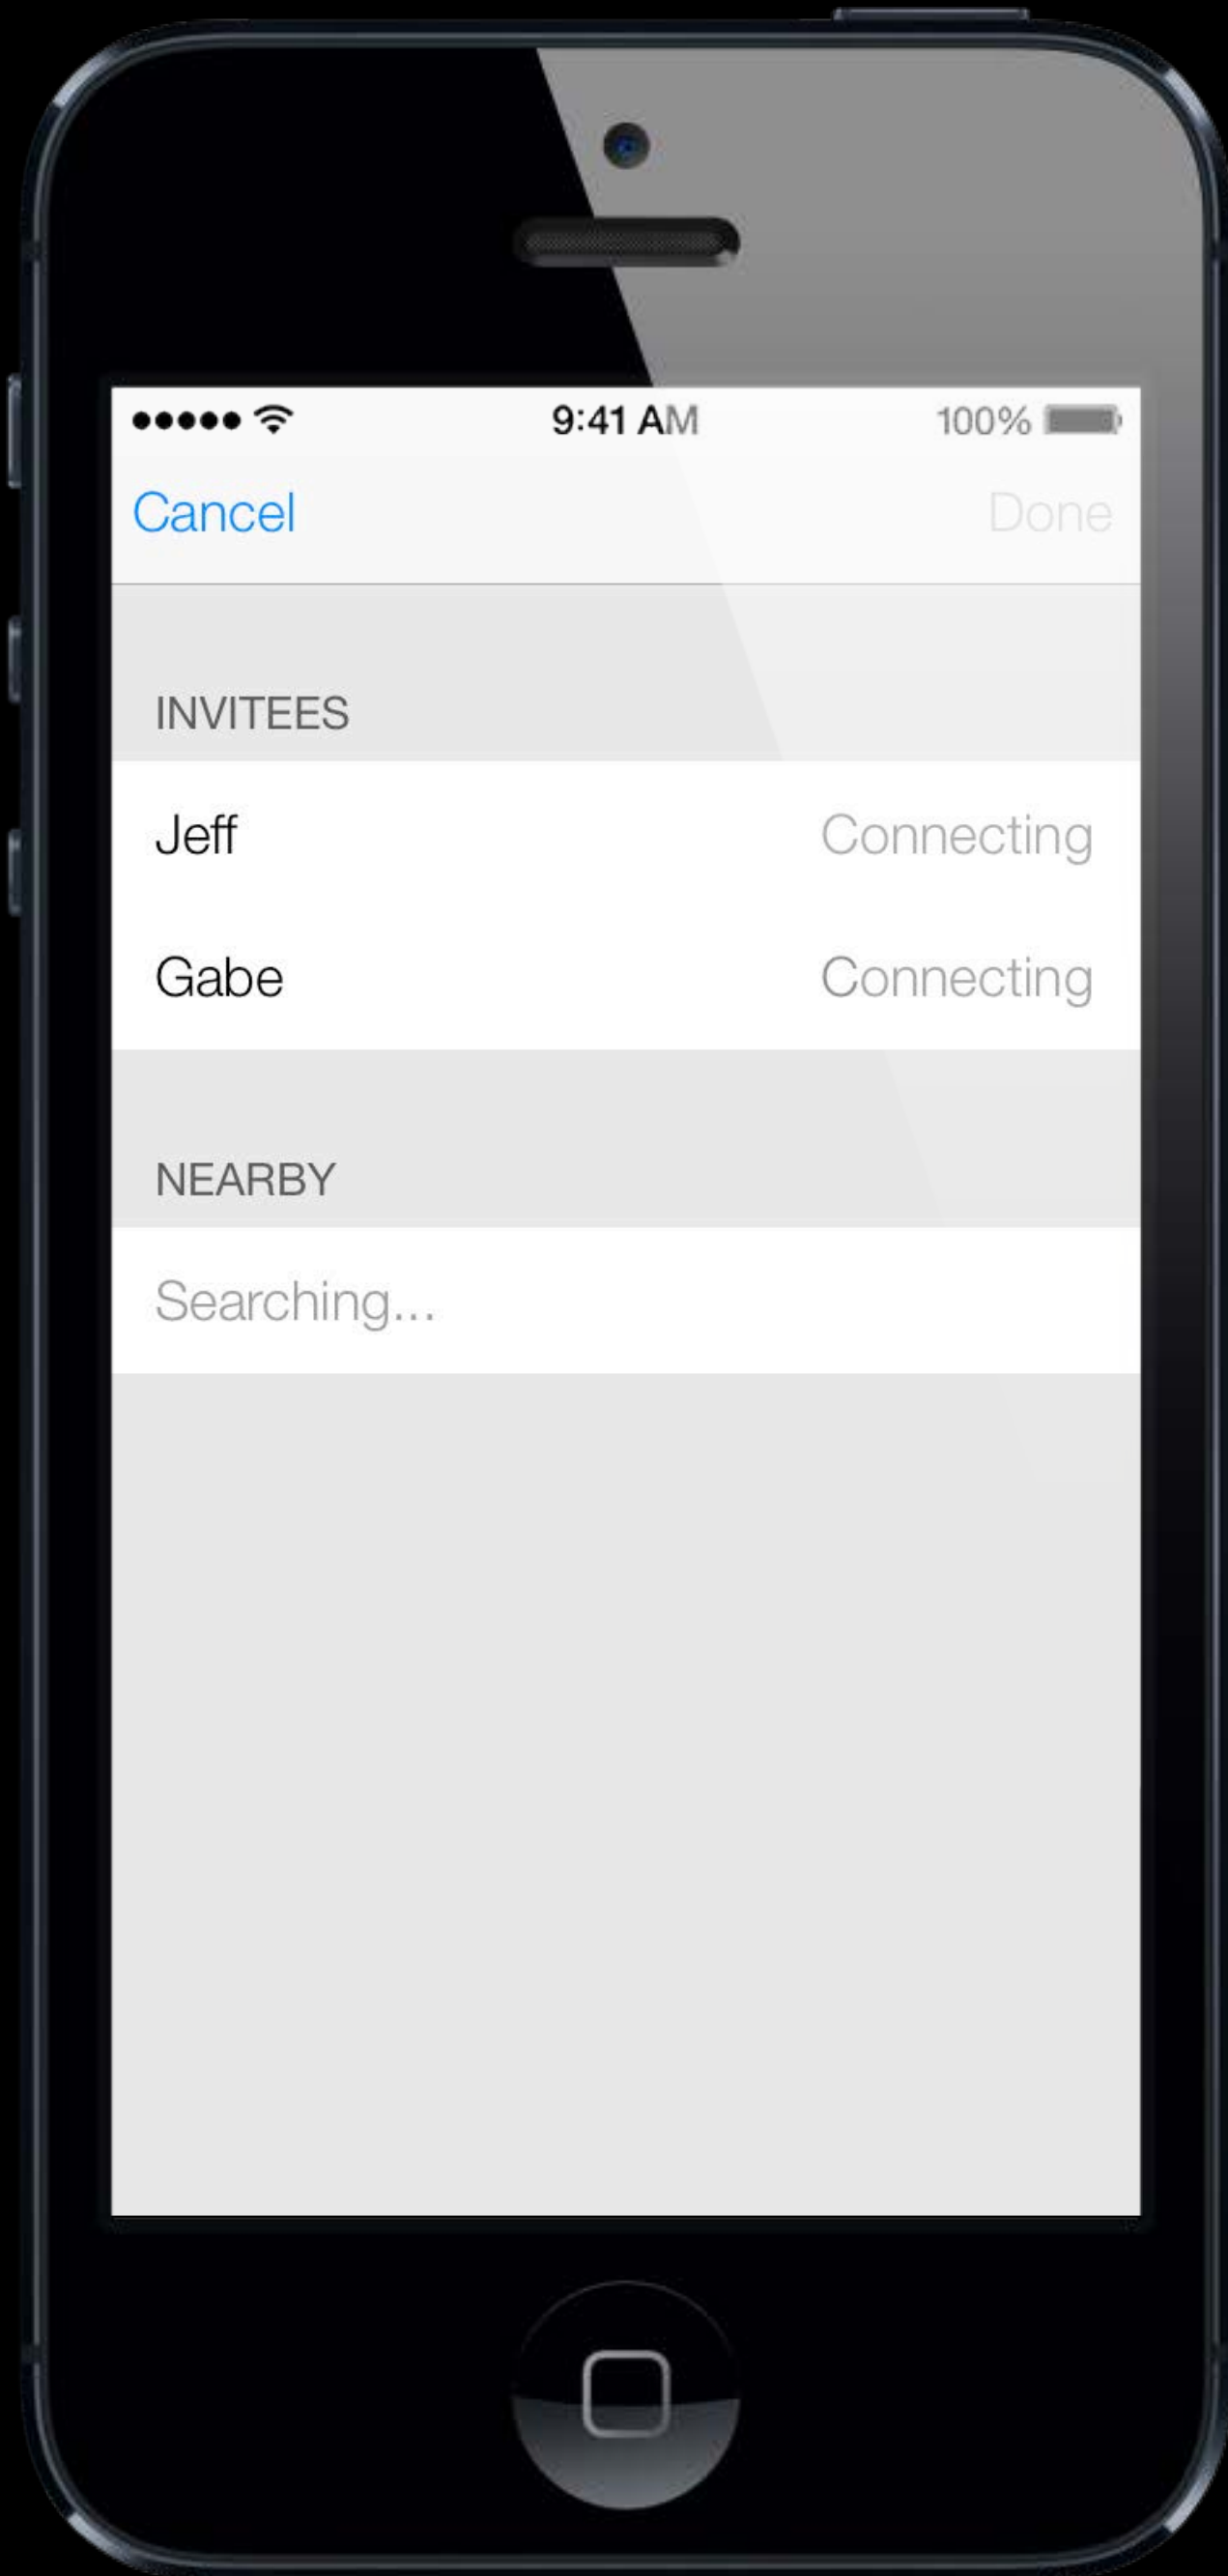 9:41 AM 100%
Cancel Done
INVITEES
Jeff Connecting
Gabe Connecting
NEARBY
Searching...